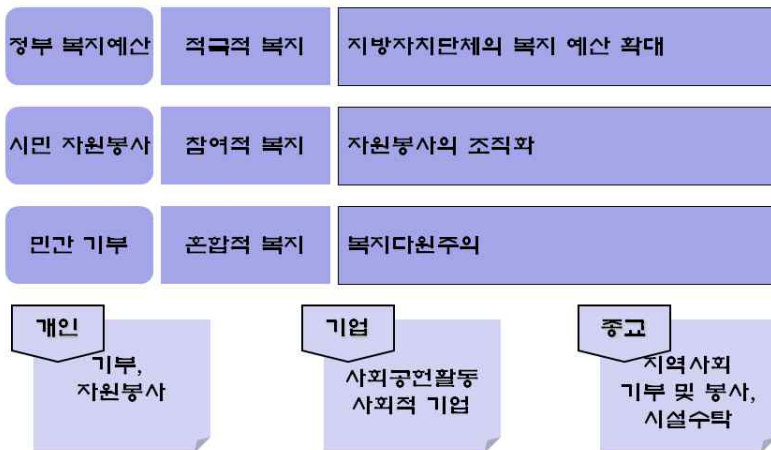 정부 복지예산
적극적 복지
지방자치단체의 복지 예산 확대
시민 자원봉사
참여적 복지
자원봉사의 조직화
민간 기부
혼합적 복지
복지다원주의
개인
기부,
자원봉사
기업
사회공헌활동
사회적 기업
종교
지역사회
기부 및 봉사,
시설수탁